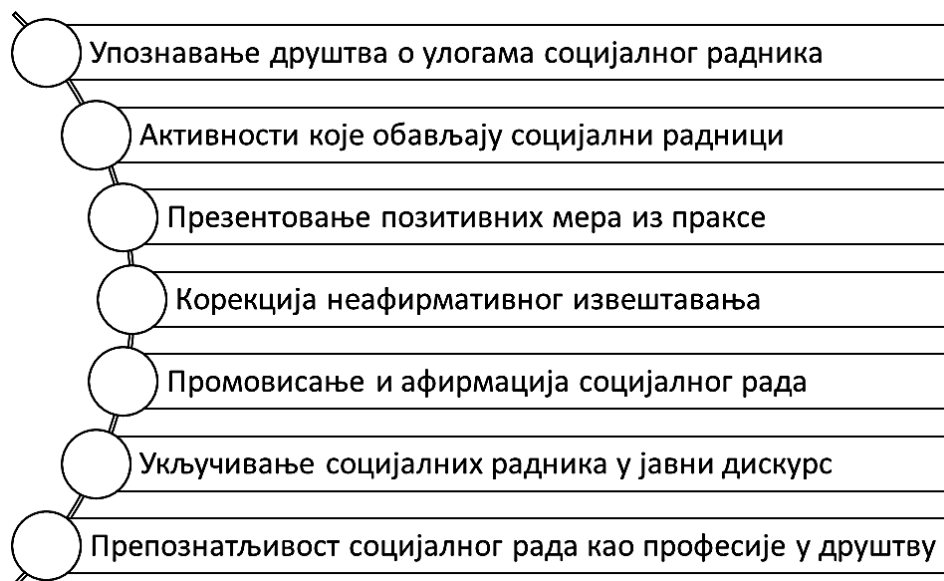 Упознавање друштва о улогама социјалног радника
Активности које обављају социјални радници
Презентовање позитивних мера из праксе
Корекција неафирмативног извештавања
Промовисање и афирмација социјалног рада
Укључивање социјалних радника у јавни дискурс
Препознатљивост социјалног рада као професије у друштву